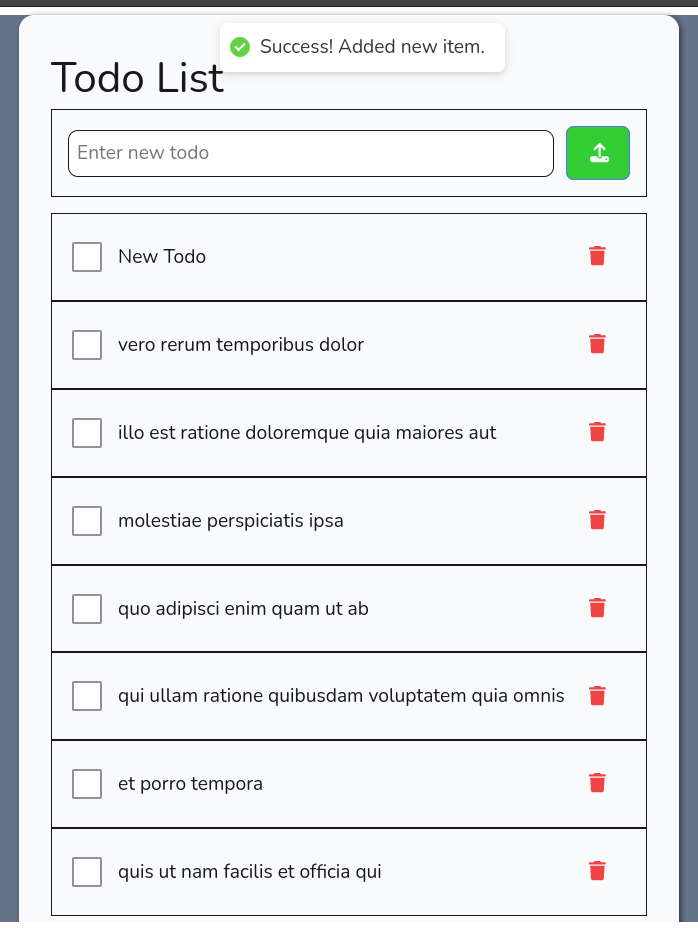 Success! Added new item.
Todo List
Enter new todo
New Todo
vero rerum temporibus dolor
illo est ratione doloremque quia maiores aut
molestiae perspiciatis ipsa
quo adipisci enim quam ut ab
qui ullam ratione quibusdam voluptatem quia omnis
et porro tempora
quis ut nam facilis et officia qui